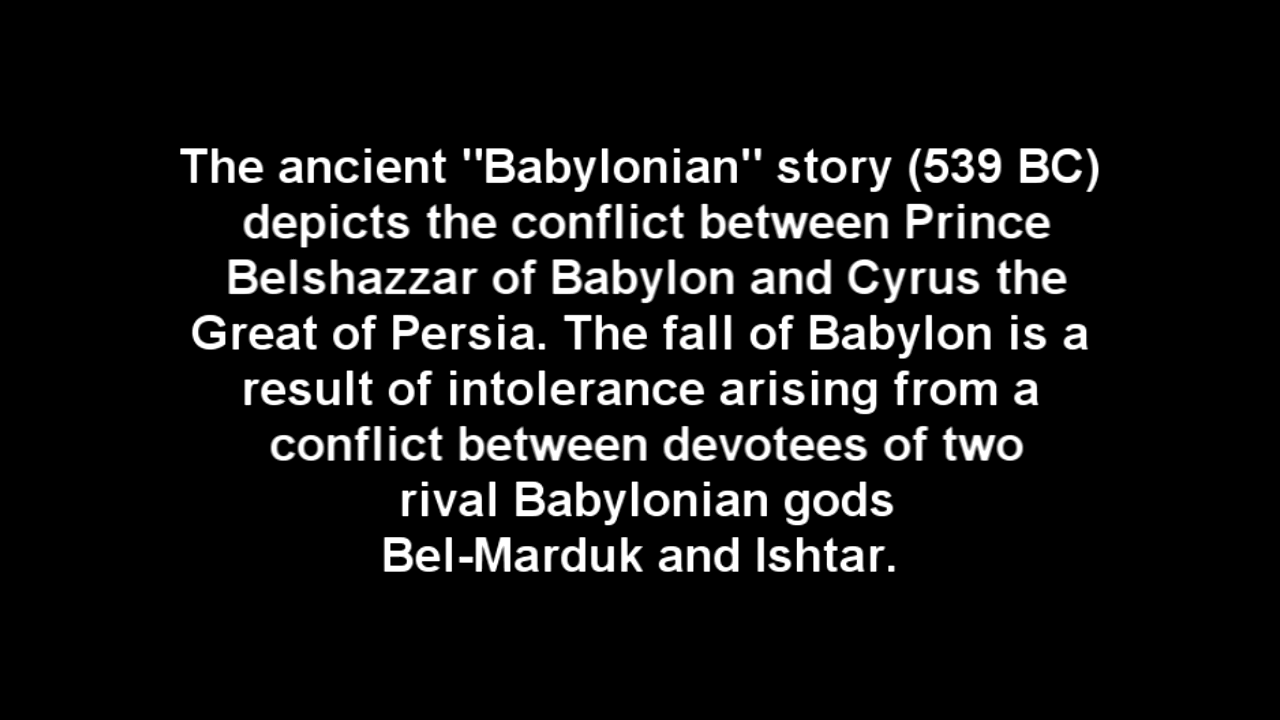 The ancient "Babylonian" story (539 BC)
depicts the conflict between Prince
Belshazzar of Babylon and Cyrus the
Great of Persia. The fall of Babylon is a
result of intolerance arising from a
conflict between devotees of two
rival Babylonian gods
Bel-Marduk and Ishtar.